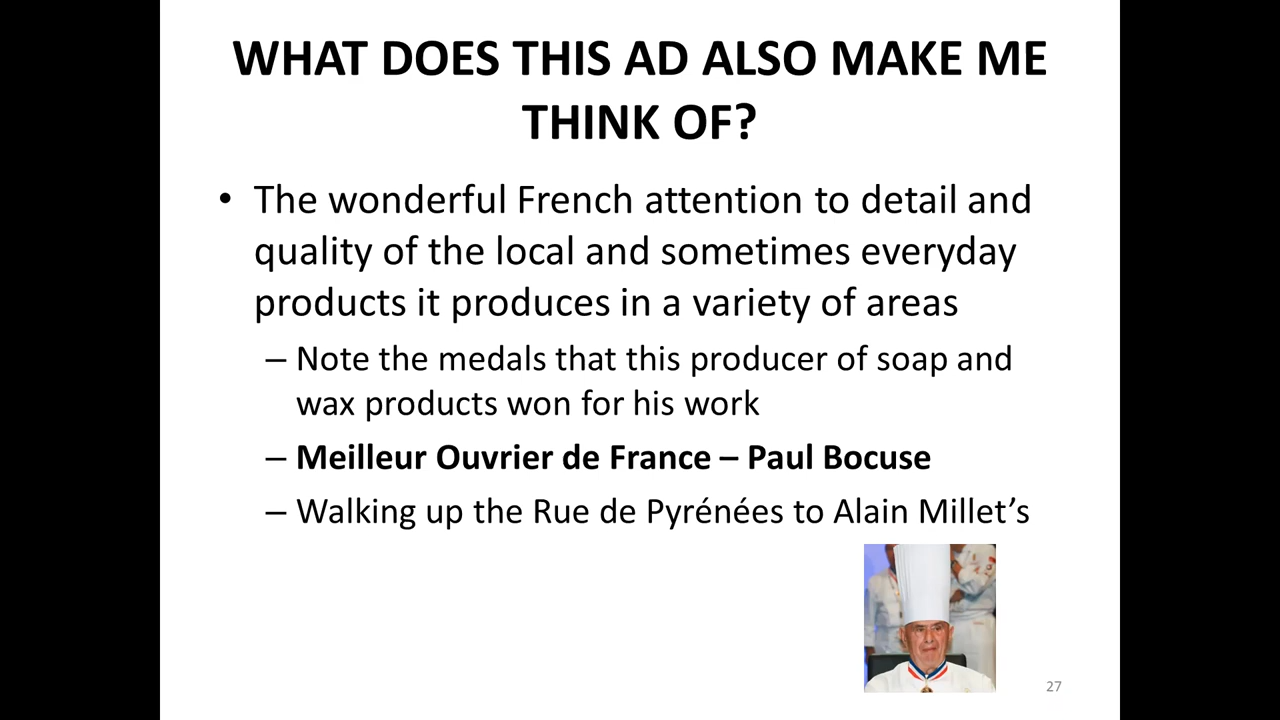 WHAT DOES THIS AD ALSO MAKE ME
THINK OF?
• The wonderful French attention to detail and
quality of the local and sometimes everyday
products it produces in a variety of areas
– Note the medals that this producer of soap and
wax products won for his work
– Meilleur Ouvrier de France – Paul Bocuse
– Walking up the Rue de Pyrénées to Alain Millet’s
27